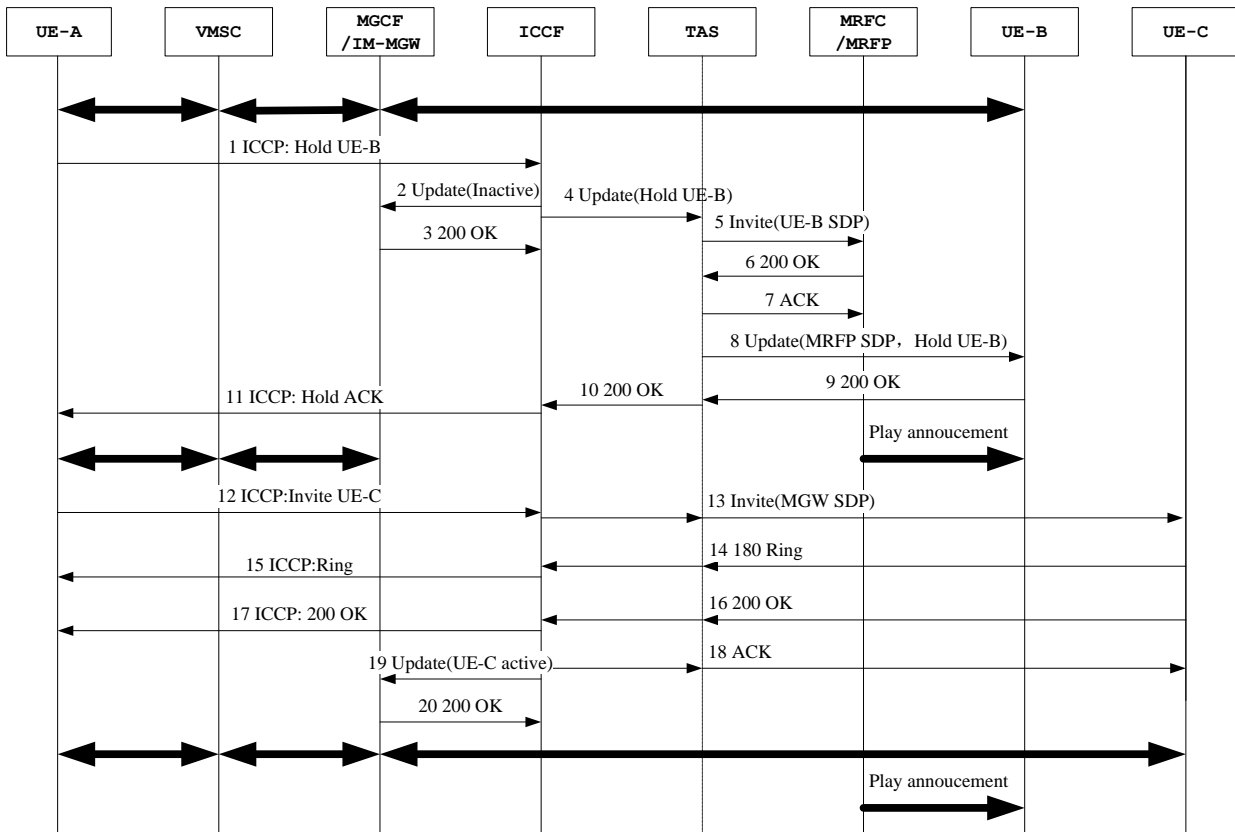 UE-A
VMSC
MGCF
/IM-MGW
ICCF
TAS
MRFC
/MRFP
UE-B
UE-C
1 ICCP: Hold UE-B
2 Update(Inactive)
4 Update(Hold UE-B)
3 200 OK
5 Invite(UE-B SDP)
6 200 OK
7 ACK
8 Update(MRFP SDP，Hold UE-B)
9 200 OK
10 200 OK
11 ICCP: Hold ACK
Play annoucement
12 ICCP:Invite UE-C
13 Invite(MGW SDP)
14 180 Ring
15 ICCP:Ring
16 200 OK
17 ICCP: 200 OK
18 ACK
19 Update(UE-C active)
20 200 OK
Play annoucement